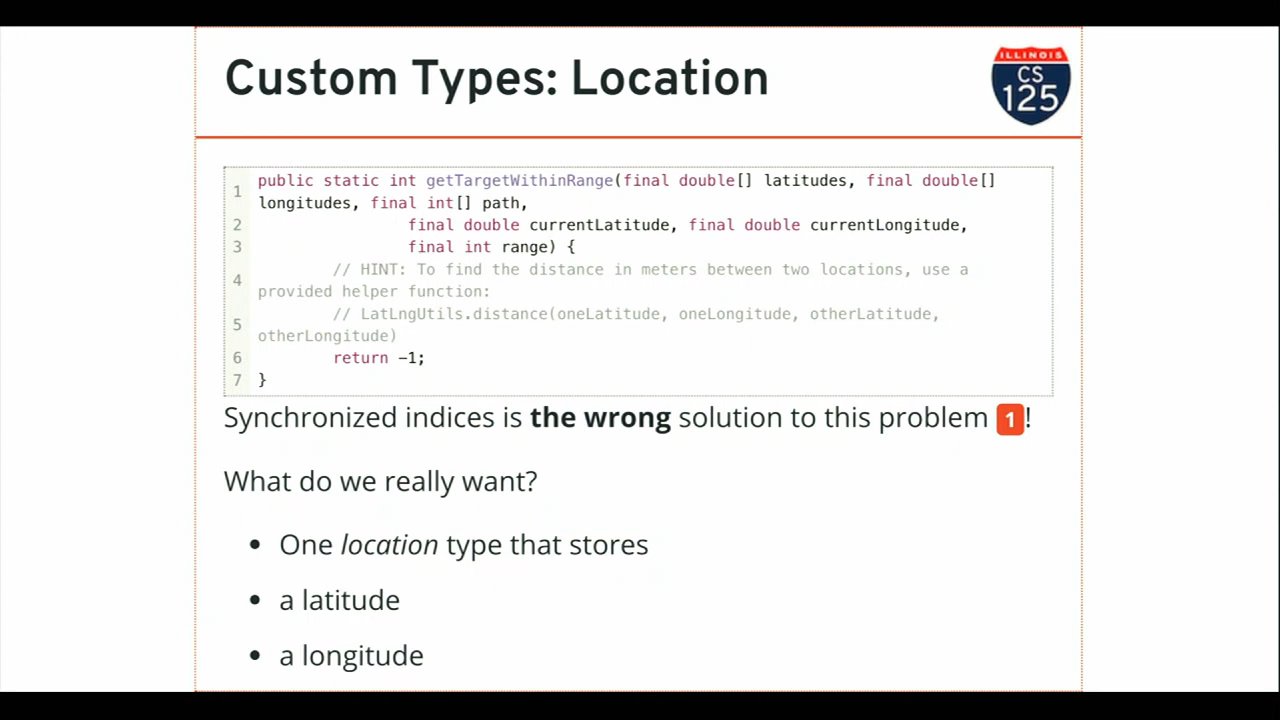 Custom Types: Location
ILLINOIS
CS
125
1 public static int getTargetWithinRange(final double[] latitudes, final double[]
longitudes, final int[] path,
2 final double currentLatitude, final double currentLongitude,
3 final int range) {
4 // HINT: To find the distance in meters between two locations, use a
provided helper function:
5 // LatLngUtils.distance(oneLatitude, oneLongitude, otherLatitude,
otherLongitude)
6 return -1;
7 }
Synchronized indices is the wrong solution to this problem 1!
What do we really want?
• One location type that stores
• a latitude
• a longitude